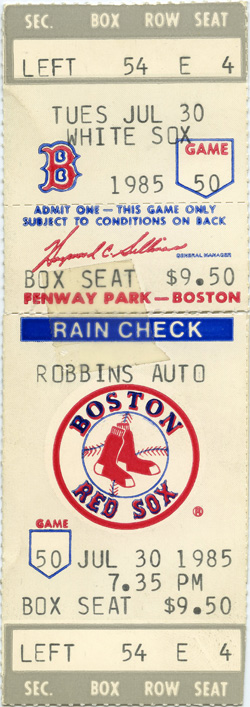 SEC. BOX ROW SEAT
LEFT 54 E 4
TUES JUL 30
WHITE SOX
B GAME
1985 50
ADMIT ONE — THIS GAME ONLY
SUBJECT TO CONDITIONS ON BACK
GENERAL MANAGER
BOX SEAT $9.50
FENWAY PARK — BOSTON
RAIN CHECK
ROBBINS AUTO
BOSTON
RED SOX
®
GAME
50 JUL 30 1985
7.35 PM
BOX SEAT $9.50
LEFT 54 E 4
SEC. BOX ROW SEAT